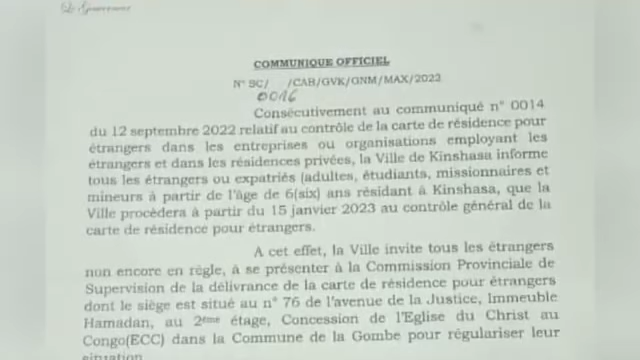 Le Gouverneur
COMMUNIQUE OFFICIEL
N° SC/ /CAB/GVK/GNM/MAX/2022
0016
Consécutivement au communiqué n° 0014
du 12 septembre 2022 relatif au contrôle de la carte de résidence pour
étrangers dans les entreprises ou organisations employant les
étrangers et dans les résidences privées, la Ville de Kinshasa informe
tous les étrangers ou expatriés (adultes, étudiants, missionnaires et
mineurs à partir de l'âge de 6(six) ans résidant à Kinshasa, que la
Ville procèdera à partir du 15 janvier 2023 au contrôle général de la
carte de résidence pour étrangers.
A cet effet, la Ville invite tous les étrangers
non encore en règle, à se présenter à la Commission Provinciale de
Supervision de la délivrance de la carte de résidence pour étrangers
dont le siège est situé au n° 76 de l'avenue de la Justice, Immeuble
Hamadan, au 2ème étage, Concession de l'Eglise du Christ au
Congo(ECC) dans la Commune de la Gombe pour régulariser leur
situation.